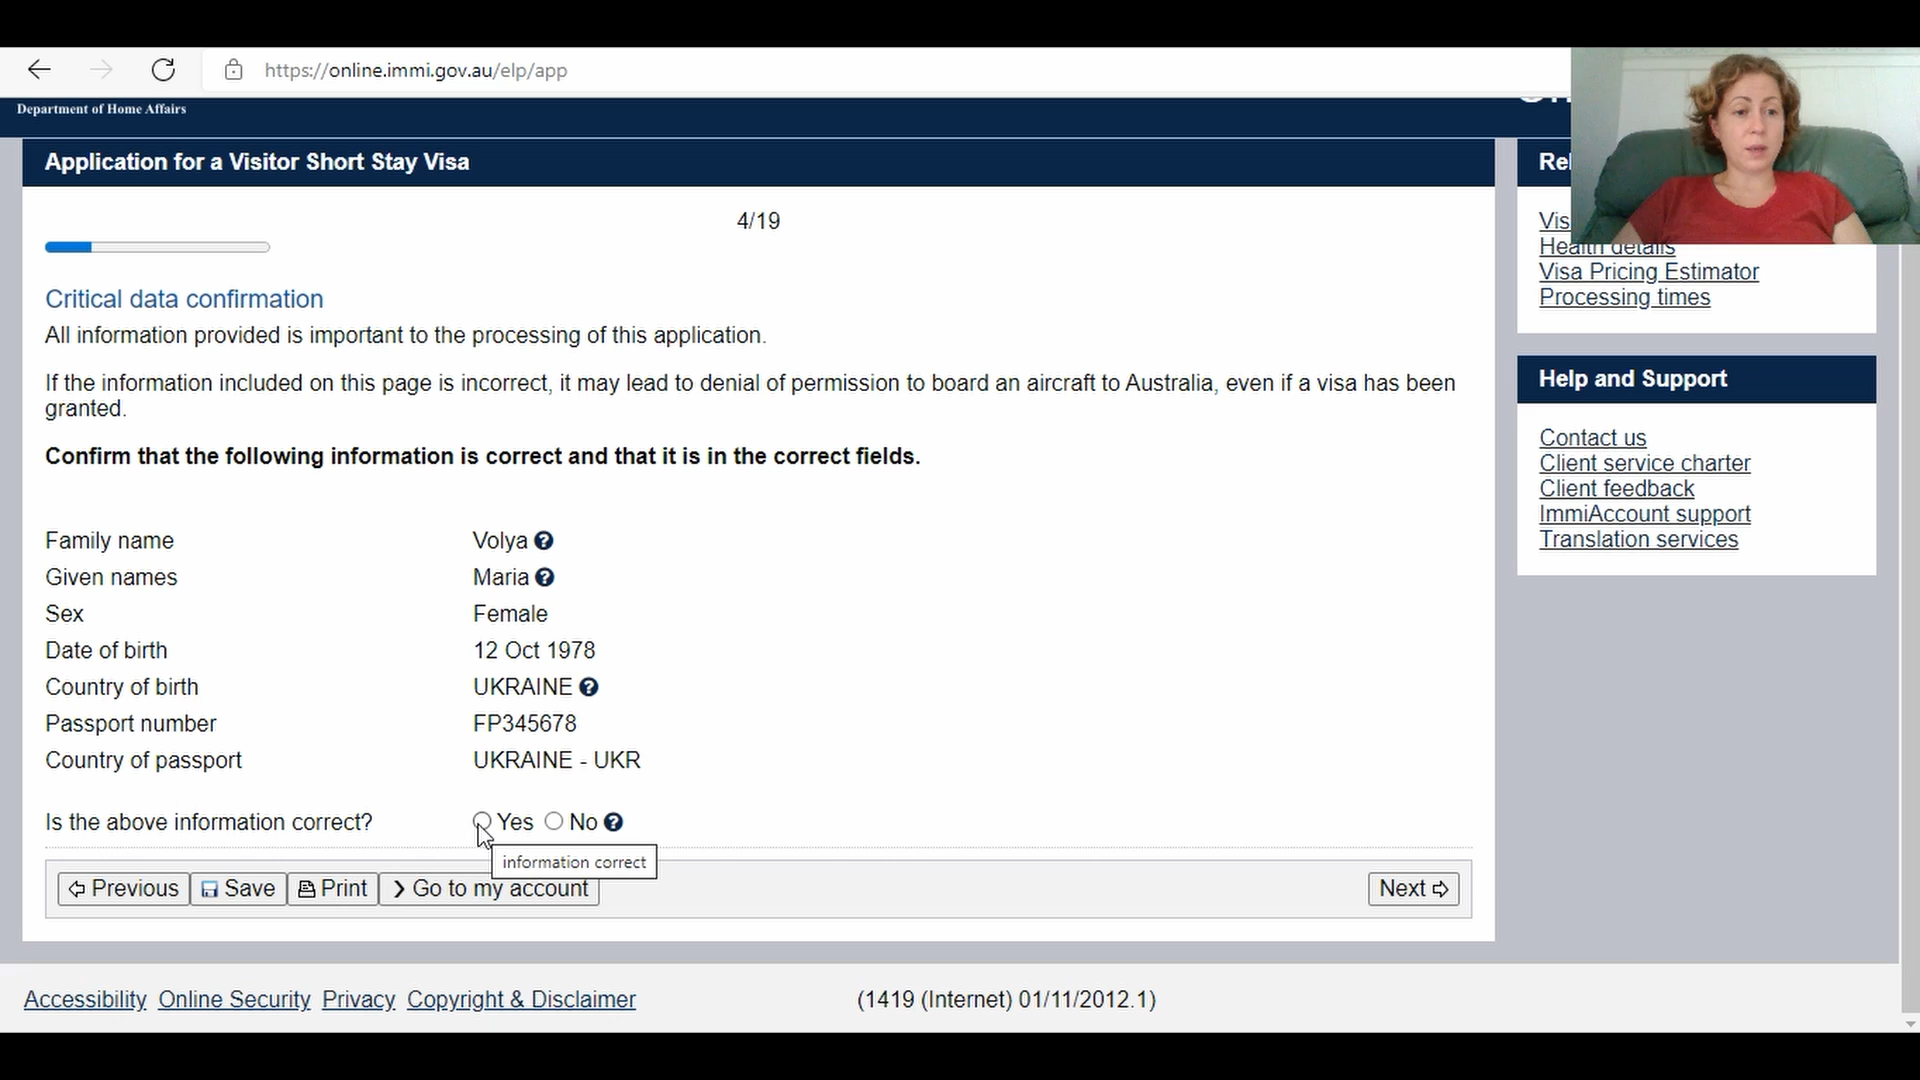 https://online.immi.gov.au/elp/app
Department of Home Affairs
Application for a Visitor Short Stay Visa
4/19
Critical data confirmation
All information provided is important to the processing of this application.
If the information included on this page is incorrect, it may lead to denial of permission to board an aircraft to Australia, even if a visa has been
granted.
Confirm that the following information is correct and that it is in the correct fields.
Family name Volya
Given names Maria
Sex Female
Date of birth 12 Oct 1978
Country of birth UKRAINE
Passport number FP345678
Country of passport UKRAINE - UKR
Is the above information correct? Yes No
information correct
Previous Save Print Go to my account Next
Health details
Visa Pricing Estimator
Processing times
Help and Support
Contact us
Client service charter
Client feedback
ImmiAccount support
Translation services
Accessibility Online Security Privacy Copyright & Disclaimer (1419 (Internet) 01/11/2012.1)